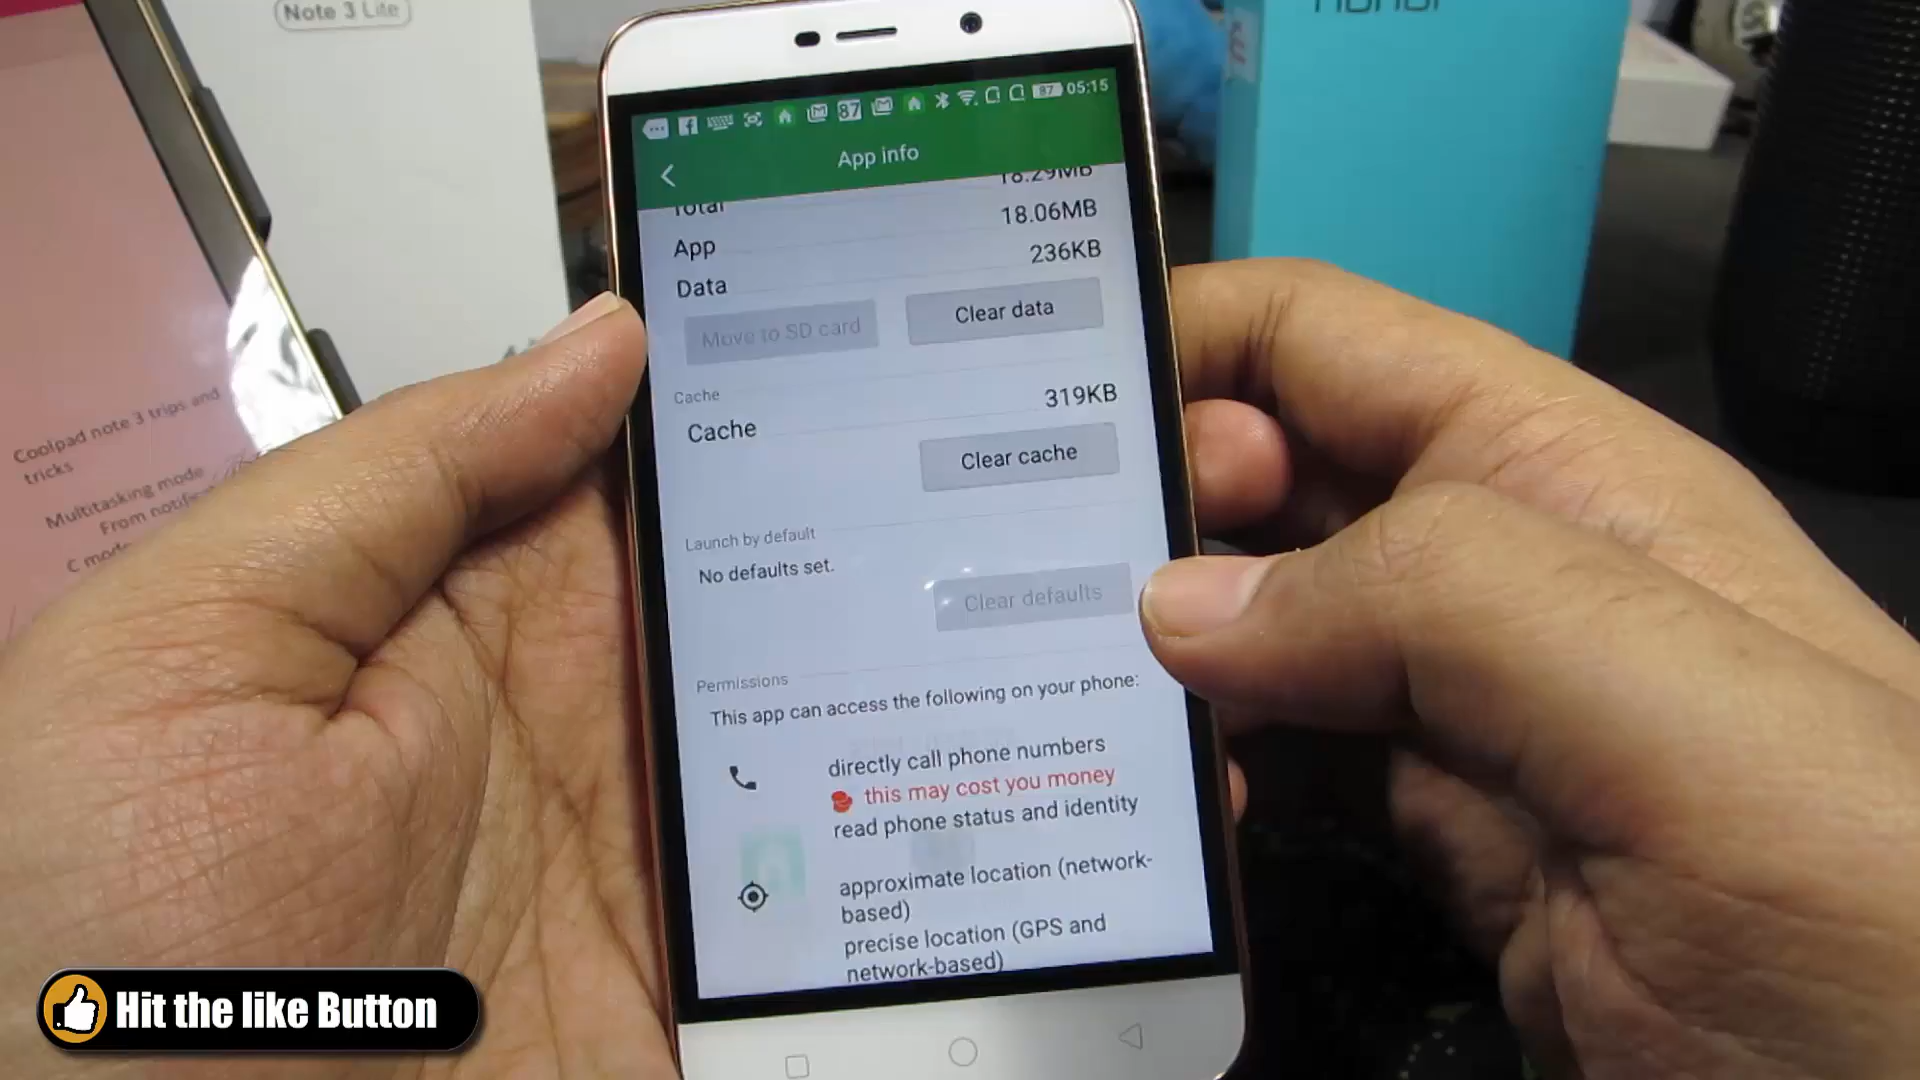 Note 3 Lite
honor
87
87
05:15
App info
Total
18.29MB
App
18.06MB
Data
236KB
Move to SD card
Clear data
Cache
Cache
319KB
Clear cache
Launch by default
No defaults set.
Clear defaults
Permissions
This app can access the following on your phone:
directly call phone numbers
this may cost you money
read phone status and identity
approximate location (network-
based)
precise location (GPS and
network-based)
Coolpad note 3 trips and
tricks
Multitasking mode
From
C mode
Hit the like Button